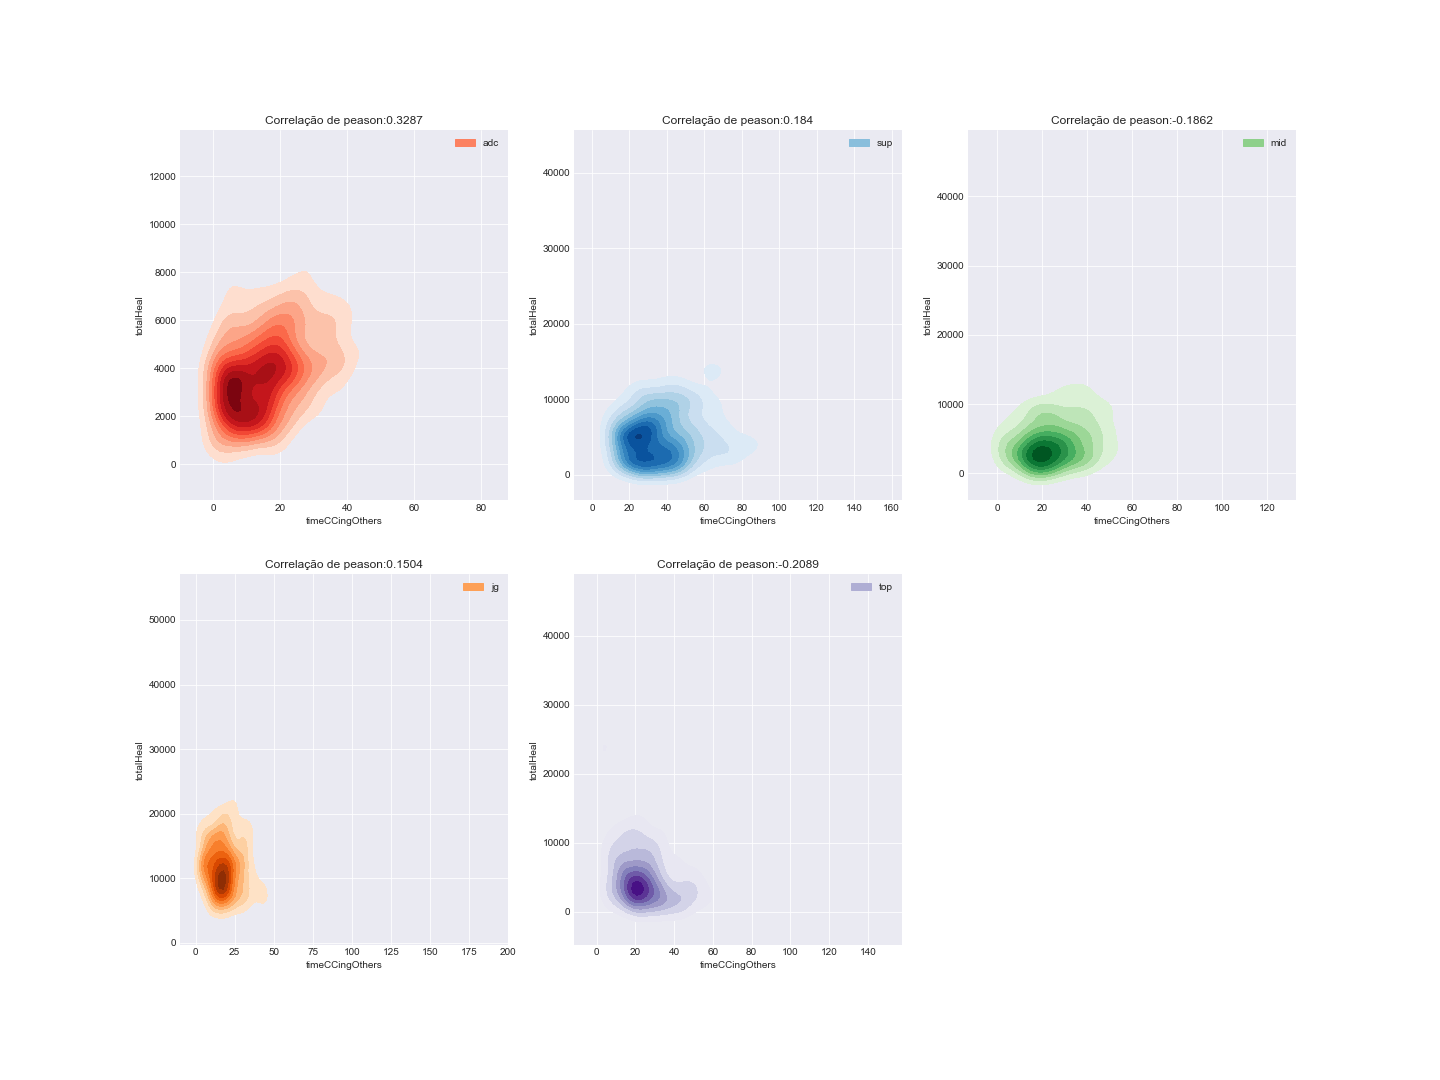 Correlação de peason:0.3287
adc
12000
10000
8000
6000
4000
2000
0
totalHeal
0 20 40 60 80
timeCCingOthers
Correlação de peason:0.184
sup
40000
30000
20000
10000
0
totalHeal
0 20 40 60 80 100 120 140 160
timeCCingOthers
Correlação de peason:-0.1862
mid
40000
30000
20000
10000
0
totalHeal
0 20 40 60 80 100 120
timeCCingOthers
Correlação de peason:0.1504
jg
50000
40000
30000
20000
10000
0
totalHeal
0 25 50 75 100 125 150 175 200
timeCCingOthers
Correlação de peason:-0.2089
top
40000
30000
20000
10000
0
totalHeal
0 20 40 60 80 100 120 140
timeCCingOthers